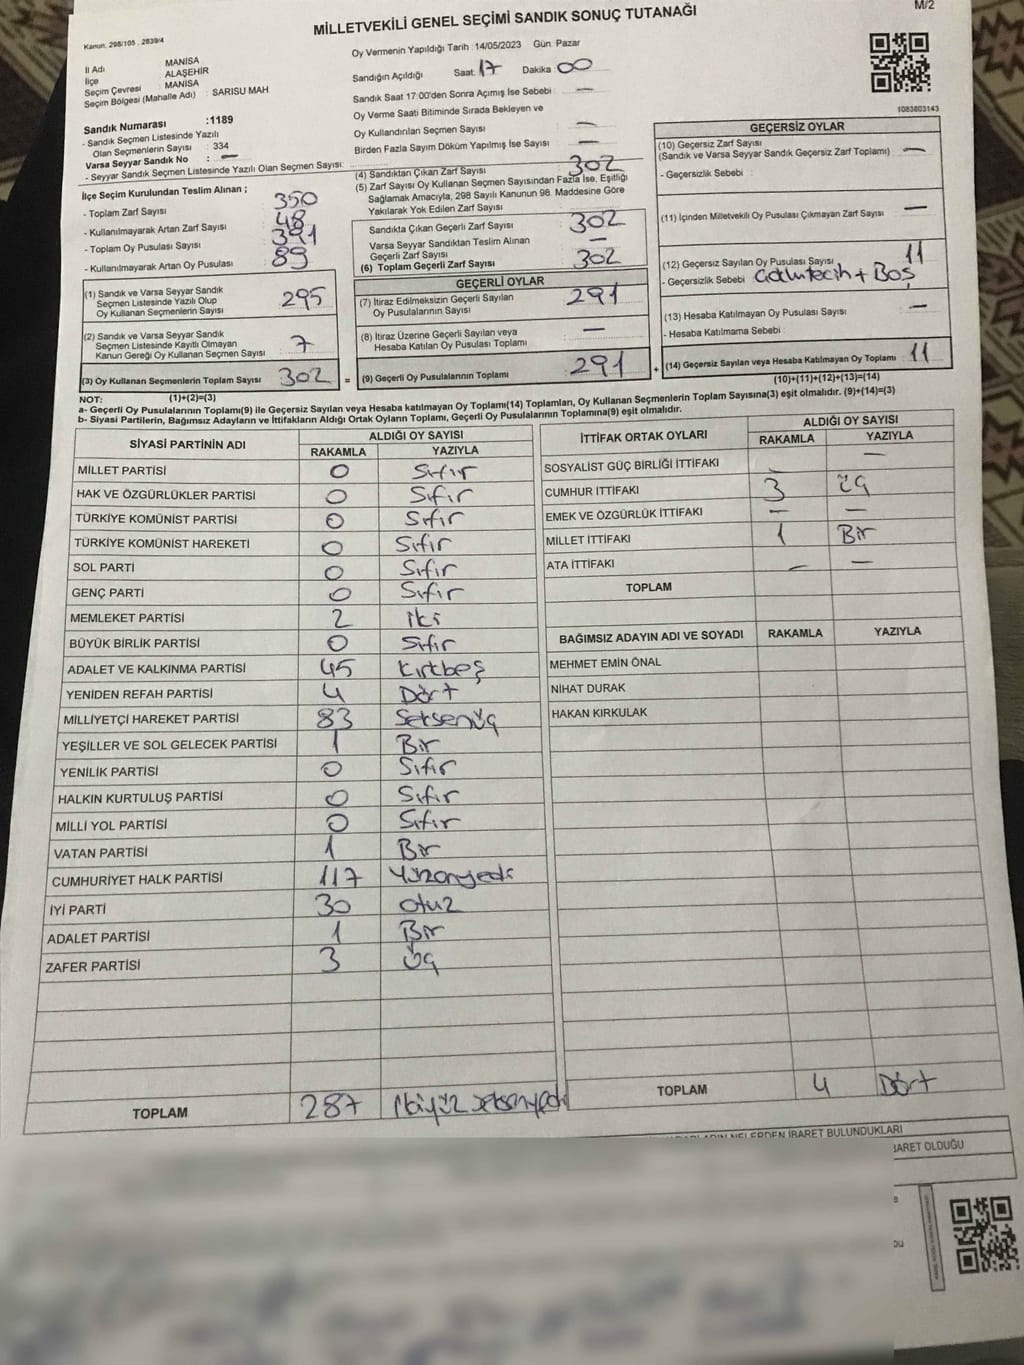 M/2
MİLLETVEKİLİ GENEL SEÇİMİ SANDIK SONUÇ TUTANAĞI
Kanun. 298/105 . 2839/4
İl Adı MANİSA
İlçe ALAŞEHİR
Seçim Çevresi MANİSA
Seçim Bölgesi (Mahalle Adı) : SARISU MAH
Sandık Numarası :1189
- Sandık Seçmen Listesinde Yazılı
Olan Seçmenlerin Sayısı : 334
Varsa Seyyar Sandık No : —
- Seyyar Sandık Seçmen Listesinde Yazılı Olan Seçmen Sayısı:
Oy Vermenin Yapıldığı Tarih : 14/05/2023 Gün. Pazar
Sandığın Açıldığı Saat. 17 Dakika 00
Sandık Saat 17:00'den Sonra Açımış İse Sebebi : —
Oy Verme Saati Bitiminde Sırada Bekleyen ve
Oy Kullandırılan Seçmen Sayısı : —
Birden Fazla Sayım Döküm Yapılmış İse Sayısı : —
1083803143
İlçe Seçim Kurulundan Teslim Alınan ;
- Toplam Zarf Sayısı : 350
- Kullanılmayarak Artan Zarf Sayısı : 48
- Toplam Oy Pusulası Sayısı : 391
- Kullanılmayarak Artan Oy Pusulası : 89
(1) Sandık ve Varsa Seyyar Sandık
Seçmen Listesinde Yazılı Olup
Oy Kullanan Seçmenlerin Sayısı : 295
(2) Sandık ve Varsa Seyyar Sandık
Seçmen Listesinde Kayıtlı Olmayan
Kanun Gereği Oy Kullanan Seçmen Sayısı : 7
(3) Oy Kullanan Seçmenlerin Toplam Sayısı : 302
(4) Sandıktan Çıkan Zarf Sayısı : 302
(5) Zarf Sayısı Oy Kullanan Seçmen Sayısından Fazla İse, Eşitliği
Sağlamak Amacıyla, 298 Sayılı Kanunun 98. Maddesine Göre
Yakılarak Yok Edilen Zarf Sayısı :
Sandıkta Çıkan Geçerli Zarf Sayısı : 302
Varsa Seyyar Sandıktan Teslim Alınan
Geçerli Zarf Sayısı : —
(6) Toplam Geçerli Zarf Sayısı : 302
GEÇERLİ OYLAR
(7) İtiraz Edilmeksizin Geçerli Sayılan
Oy Pusulalarının Sayısı : 291
(8) İtiraz Üzerine Geçerli Sayılan veya
Hesaba Katılan Oy Pusulası Toplamı : —
= (9) Geçerli Oy Pusulalarının Toplamı : 291
GEÇERSİZ OYLAR
(10) Geçersiz Zarf Sayısı
(Sandık ve Varsa Seyyar Sandık Geçersiz Zarf Toplamı) : —
- Geçersizlik Sebebi :
(11) İçinden Milletvekili Oy Pusulası Çıkmayan Zarf Sayısı : —
(12) Geçersiz Sayılan Oy Pusulası Sayısı : 11
- Geçersizlik Sebebi : + Boş
(13) Hesaba Katılmayan Oy Pusulası Sayısı : —
- Hesaba Katılmama Sebebi :
+ (14) Geçersiz Sayılan veya Hesaba Katılmayan Oy Toplamı : 11
NOT: (1)+(2)=(3) (10)+(11)+(12)+(13)=(14)
a- Geçerli Oy Pusulalarının Toplamı(9) ile Geçersiz Sayılan veya Hesaba katılmayan Oy Toplamı(14) Toplamları, Oy Kullanan Seçmenlerin Toplam Sayısına(3) eşit olmalıdır. (9)+(14)=(3)
b- Siyasi Partilerin, Bağımsız Adayların ve İttifakların Aldığı Ortak Oyların Toplamı, Geçerli Oy Pusulalarının Toplamına(9) eşit olmalıdır.
SİYASİ PARTİNİN ADI ALDIĞI OY SAYISI
RAKAMLA YAZIYLA
MİLLET PARTİSİ 0 Sıfır
HAK VE ÖZGÜRLÜKLER PARTİSİ 0 Sıfır
TÜRKİYE KOMÜNİST PARTİSİ 0 Sıfır
TÜRKİYE KOMÜNİST HAREKETİ 0 Sıfır
SOL PARTİ 0 Sıfır
GENÇ PARTİ 0 Sıfır
MEMLEKET PARTİSİ 2 iki
BÜYÜK BİRLİK PARTİSİ 0 Sıfır
ADALET VE KALKINMA PARTİSİ 45 Kırkbeş
YENİDEN REFAH PARTİSİ 4 Dört
MİLLİYETÇİ HAREKET PARTİSİ 83 Seksenüç
YEŞİLLER VE SOL GELECEK PARTİSİ 1 Bir
YENİLİK PARTİSİ 0 Sıfır
HALKIN KURTULUŞ PARTİSİ 0 Sıfır
MİLLİ YOL PARTİSİ 0 Sıfır
VATAN PARTİSİ 1 Bir
CUMHURİYET HALK PARTİSİ 117 Yüzonyedi
İYİ PARTİ 30 Otuz
ADALET PARTİSİ 1 Bir
ZAFER PARTİSİ 3 Üç
TOPLAM 287 İkiyüz seksenyedi
İTTİFAK ORTAK OYLARI ALDIĞI OY SAYISI
RAKAMLA YAZIYLA
SOSYALİST GÜÇ BİRLİĞİ İTTİFAKI - —
CUMHUR İTTİFAKI 3 Üç
EMEK VE ÖZGÜRLÜK İTTİFAKI — —
MİLLET İTTİFAKI 1 Bir
ATA İTTİFAKI — —
TOPLAM
BAĞIMSIZ ADAYIN ADI VE SOYADI RAKAMLA YAZIYLA
MEHMET EMİN ÖNAL
NİHAT DURAK
HAKAN KIRKULAK
TOPLAM 4 Dört
NELERDEN İBARET BULUNDUKLARI
BARET OLDUĞU